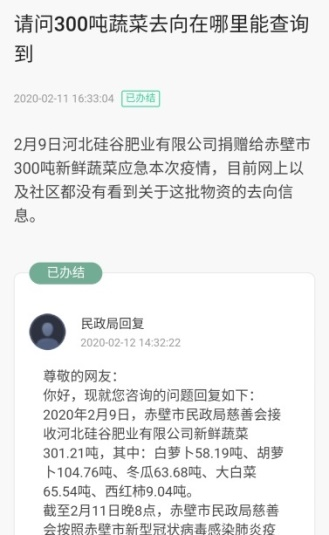 请问300吨蔬菜去向在哪里能查询
到
2020-02-11 16:33:04 已办结
2月9日河北硅谷肥业有限公司捐赠给赤壁市
300吨新鲜蔬菜应急本次疫情，目前网上以
及社区都没有看到关于这批物资的去向信
息。
已办结
民政局回复
2020-02-12 14:32:22
尊敬的网友：
你好，现就您咨询的问题回复如下：
2020年2月9日，赤壁市民政局慈善会接
收河北硅谷肥业有限公司新鲜蔬菜
301.21吨，其中：白萝卜58.19吨、胡萝
卜104.76吨、冬瓜63.68吨、大白菜
65.54吨、西红柿9.04吨。
截至2月11日晚8点，赤壁市民政局慈善
会按照赤壁市新型冠状病毒感染肺炎疫